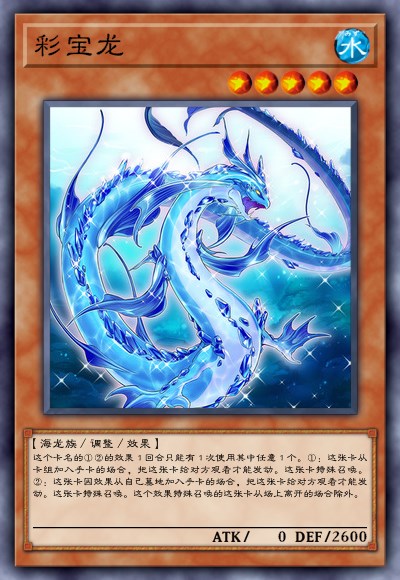 彩宝龙
水
【海龙族/调整/效果】
这个卡名的①②的效果1回合只能有1次使用其中任意1个。①：这张卡从
卡组加入手卡的场合，把这张卡给对方观看才能发动。这张卡特殊召唤。
②：这张卡因效果从自己墓地加入手卡的场合，把这张卡给对方观看才能发
动。这张卡特殊召唤。这个效果特殊召唤的这张卡从场上离开的场合除外。
ATK/ 0 DEF/2600